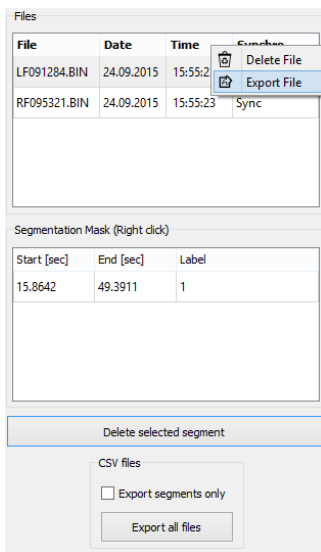 Files
File Date Time Synchro
Delete File
LF091284.BIN 24.09.2015 15:55:2
Export File
RF095321.BIN 24.09.2015 15:55:23 Sync
Segmentation Mask (Right click)
Start [sec] End [sec] Label
15.8642 49.3911 1
Delete selected segment
CSV files
Export segments only
Export all files